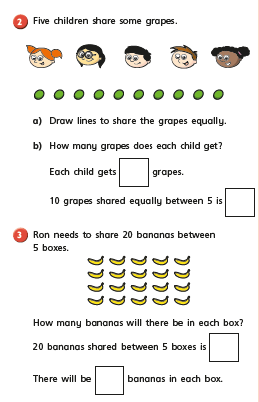 2 Five children share some grapes.
a) Draw lines to share the grapes equally.
b) How many grapes does each child get?
Each child gets grapes.
10 grapes shared equally between 5 is
3 Ron needs to share 20 bananas between
5 boxes.
How many bananas will there be in each box?
20 bananas shared between 5 boxes is
There will be bananas in each box.